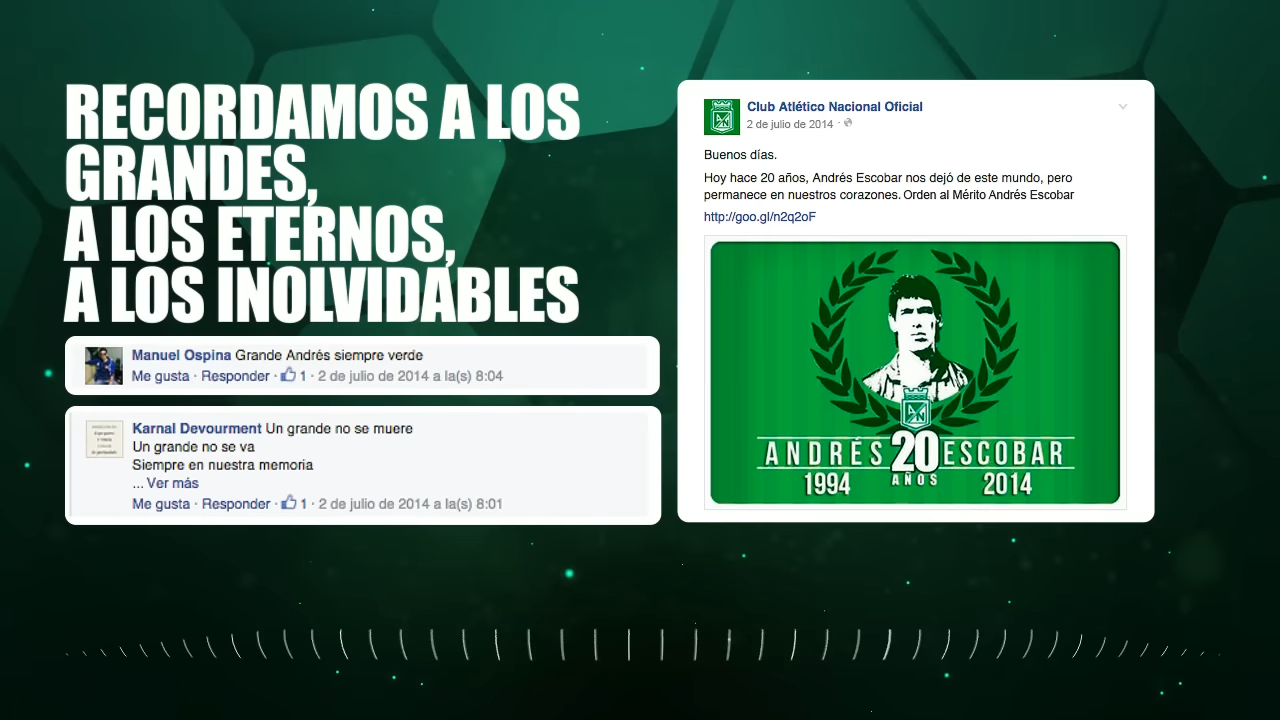 RECORDAMOS A LOS
GRANDES,
A LOS ETERNOS,
A LOS INOLVIDABLES
Manuel Ospina Grande Andrés siempre verde
Me gusta · Responder · 1 · 2 de julio de 2014 a la(s) 8:04
Karnal Devourment Un grande no se muere
Un grande no se va
Siempre en nuestra memoria
... Ver más
Me gusta · Responder · 1 · 2 de julio de 2014 a la(s) 8:01
Club Atlético Nacional Oficial
2 de julio de 2014 ·
Buenos días.
Hoy hace 20 años, Andrés Escobar nos dejó de este mundo, pero
permanece en nuestros corazones. Orden al Mérito Andrés Escobar
http://goo.gl/n2q2oF
ANDRÉS 20 ESCOBAR
1994 AÑOS 2014